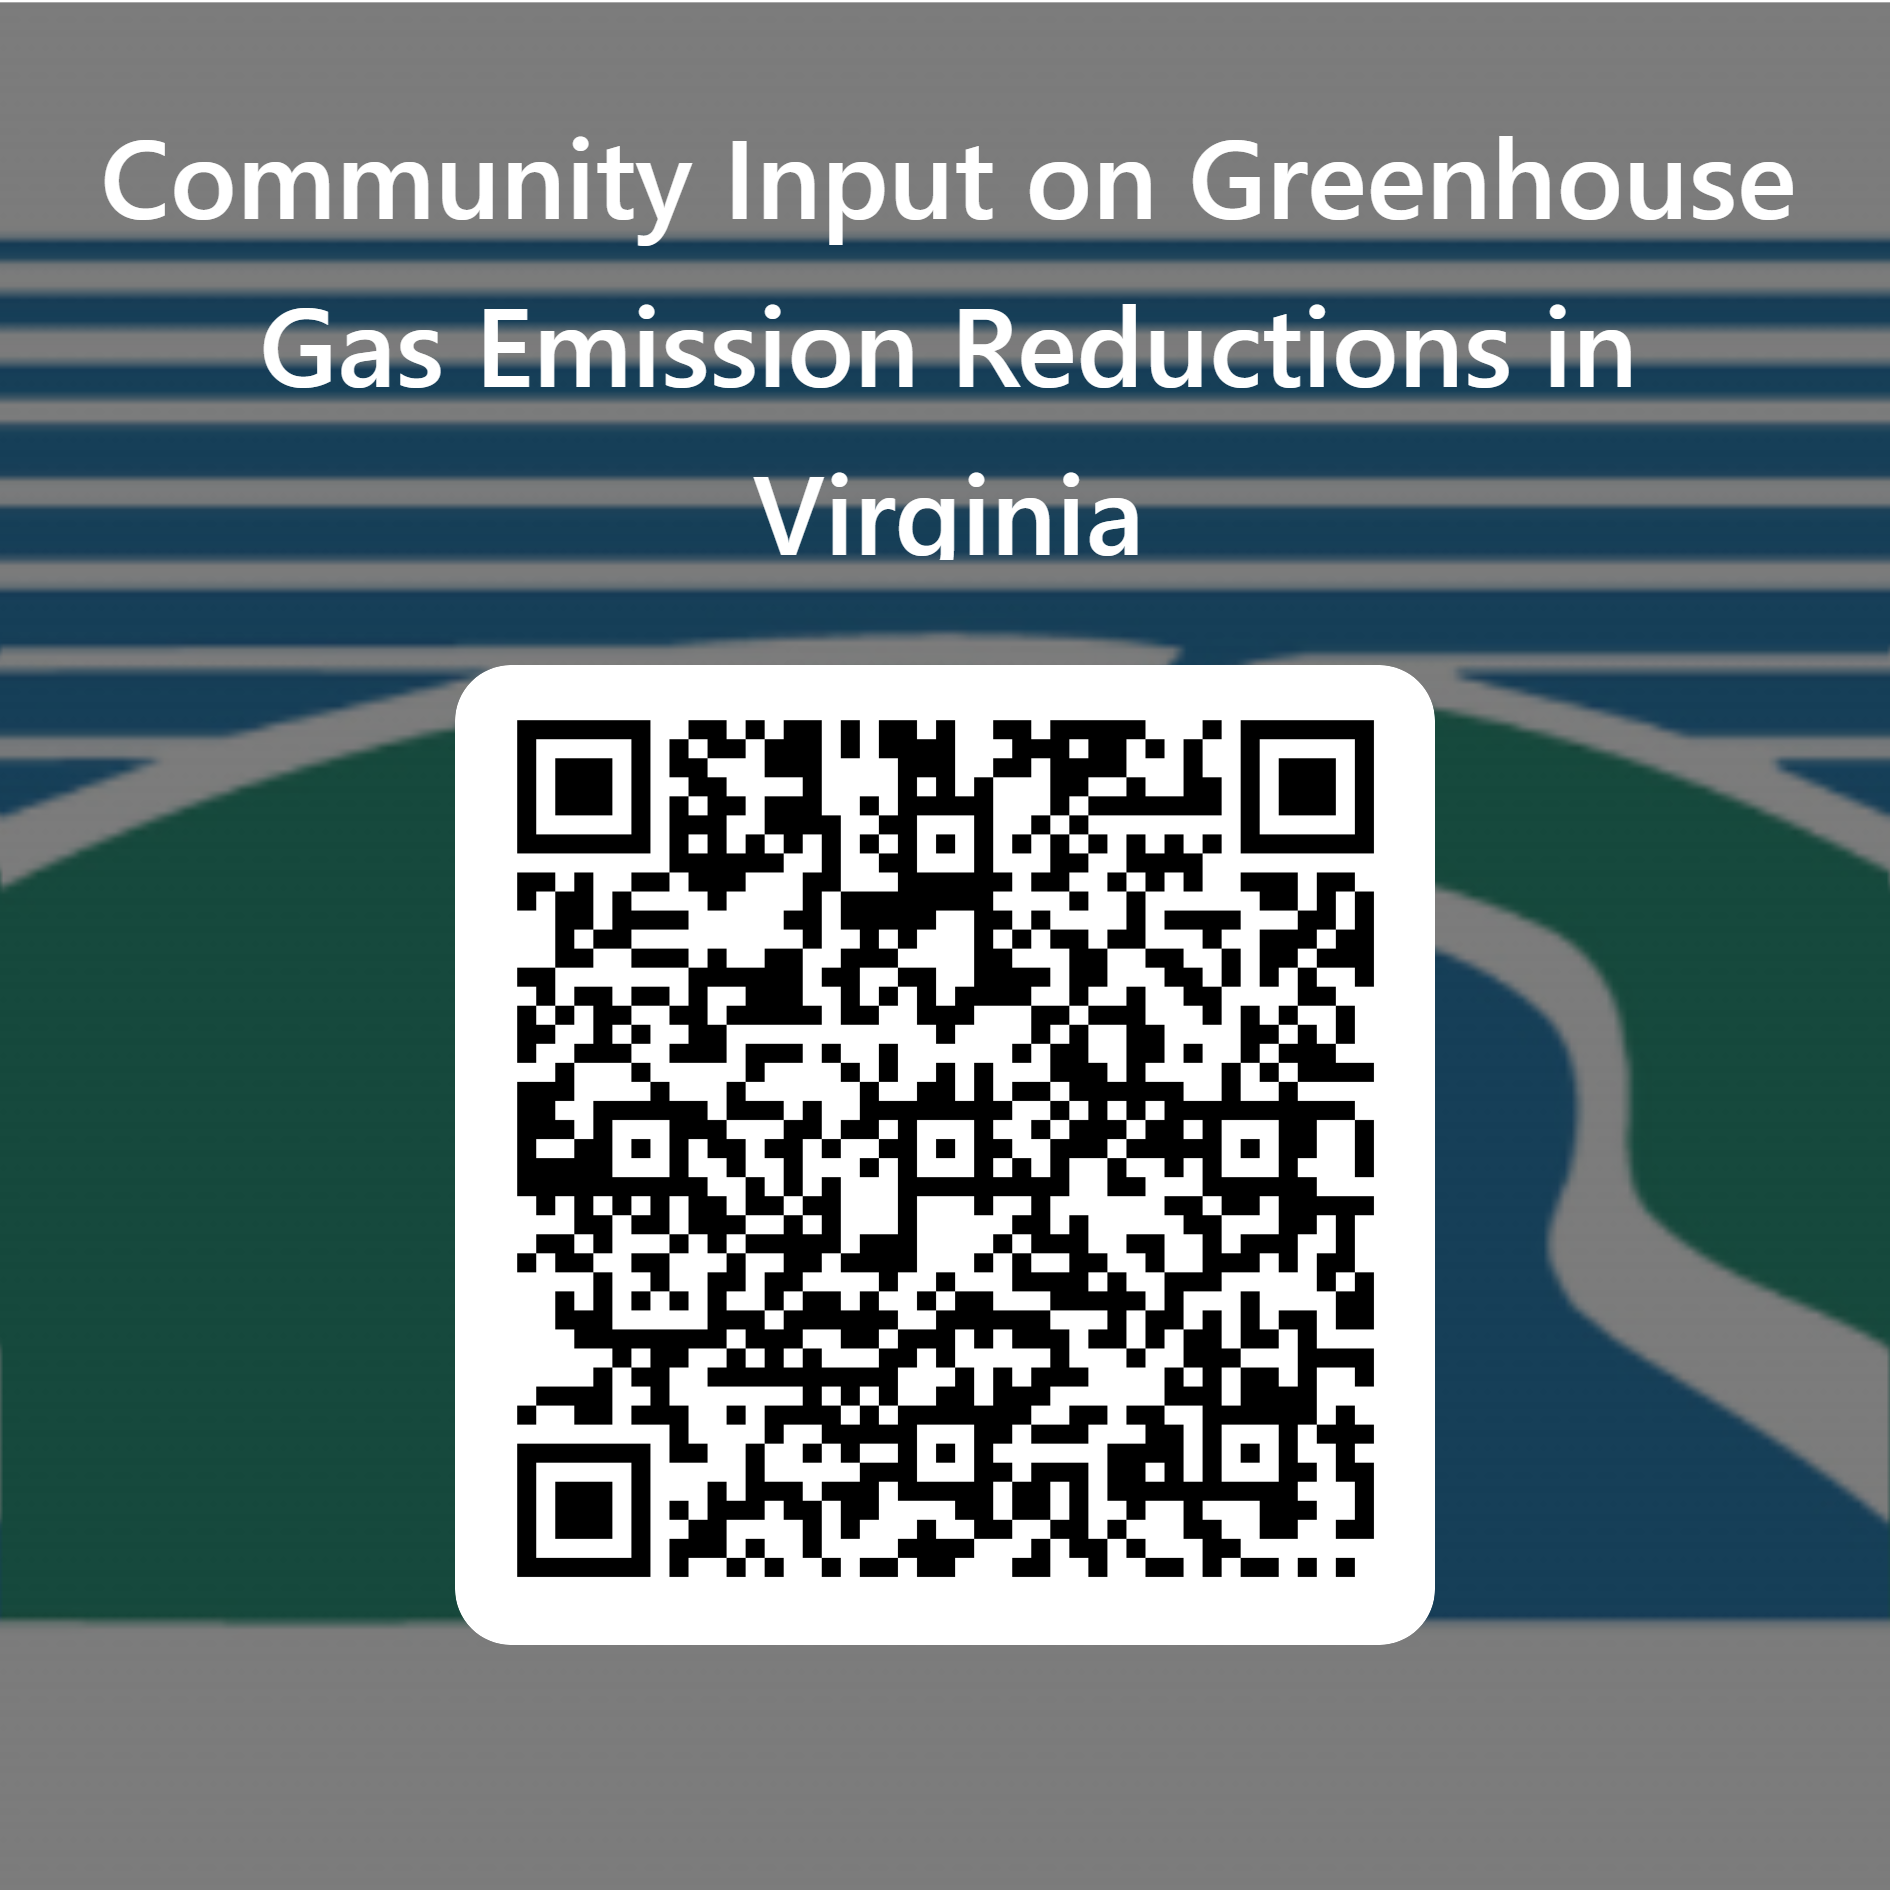 Community Input on Greenhouse
Gas Emission Reductions in
Virginia